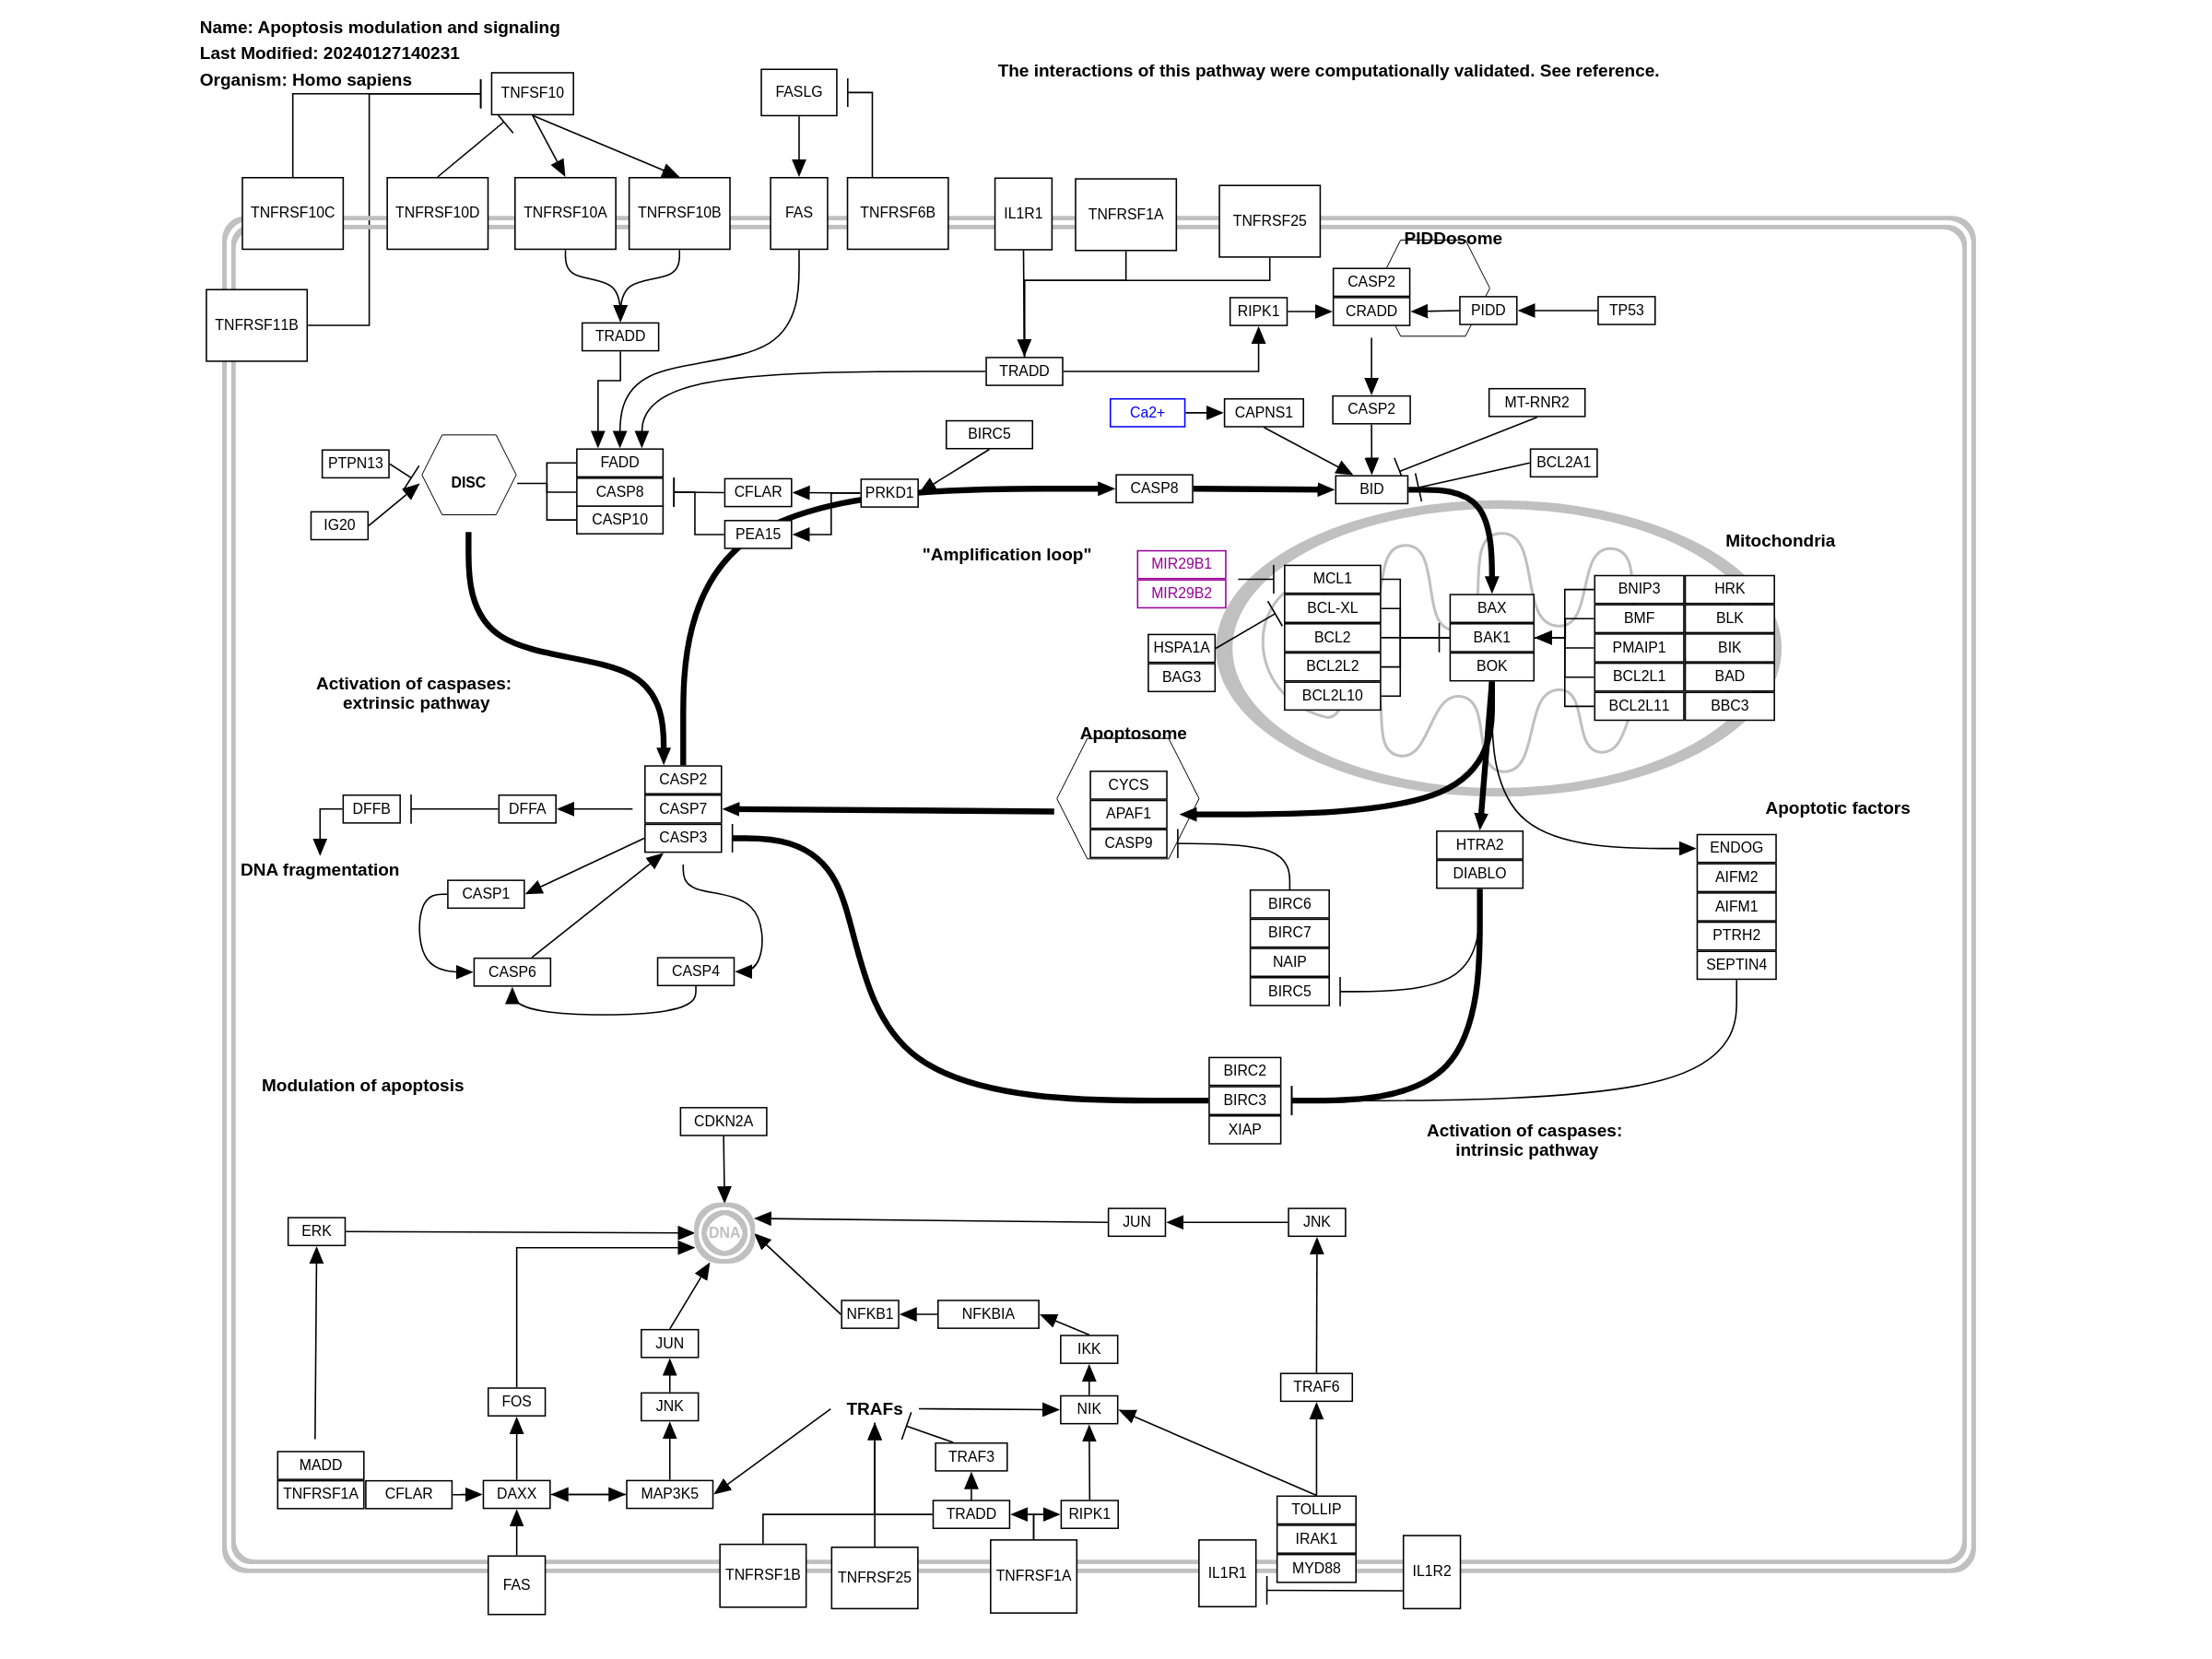 Name: Apoptosis modulation and signaling
Last Modified: 20240127140231
Organism: Homo sapiens
The interactions of this pathway were computationally validated. See reference.
TNFSF10
FASLG
TNFRSF10C
TNFRSF10D
TNFRSF10A
TNFRSF10B
FAS
TNFRSF6B
IL1R1
TNFRSF1A
TNFRSF25
PIDDosome
CASP2
RIPK1
CRADD
PIDD
TP53
TNFRSF11B
TRADD
TRADD
Ca2+
CAPNS1
CASP2
MT-RNR2
BIRC5
PTPN13
DISC
FADD
CASP8
CASP10
CFLAR
PRKD1
CASP8
BID
BCL2A1
IG20
PEA15
"Amplification loop"
Mitochondria
MIR29B1
MIR29B2
HSPA1A
BAG3
MCL1
BCL-XL
BCL2
BCL2L2
BCL2L10
BAX
BAK1
BOK
BNIP3
HRK
BMF
BLK
PMAIP1
BIK
BCL2L1
BAD
BCL2L11
BBC3
Activation of caspases:
extrinsic pathway
Apoptosome
CYCS
APAF1
CASP9
CASP2
CASP7
CASP3
DFFB
DFFA
DNA fragmentation
Apoptotic factors
HTRA2
DIABLO
ENDOG
AIFM2
AIFM1
PTRH2
SEPTIN4
CASP1
CASP6
CASP4
BIRC6
BIRC7
NAIP
BIRC5
BIRC2
BIRC3
XIAP
Modulation of apoptosis
Activation of caspases:
intrinsic pathway
CDKN2A
ERK
DNA
JUN
JNK
NFKB1
NFKBIA
JUN
IKK
FOS
JNK
TRAFs
NIK
TRAF6
MADD
TNFRSF1A
CFLAR
DAXX
MAP3K5
TRAF3
TRADD
RIPK1
TOLLIP
IRAK1
MYD88
FAS
TNFRSF1B
TNFRSF25
TNFRSF1A
IL1R1
IL1R2